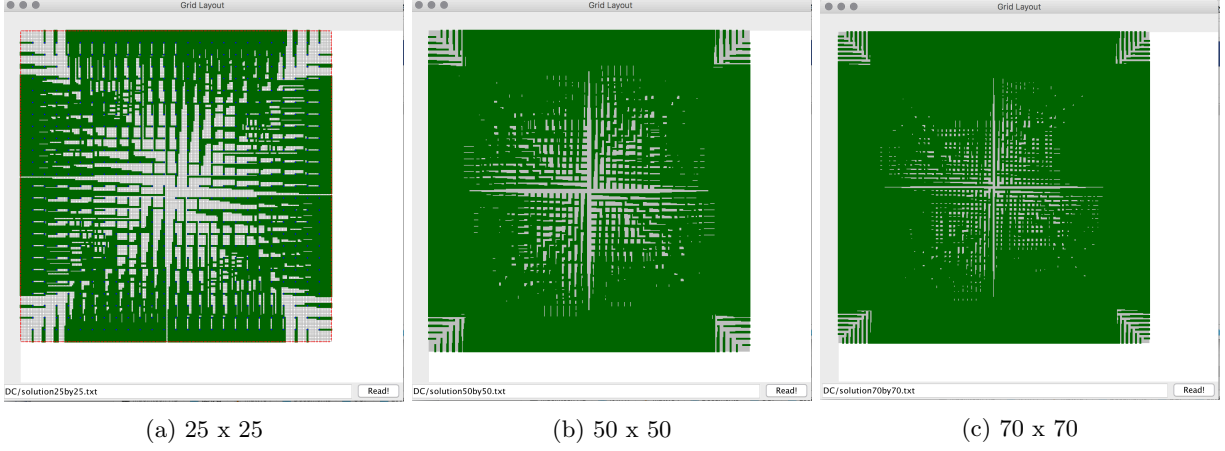 Grid Layout
DC/solution25by25.txt
Read!
(a) 25 x 25
Grid Layout
DC/solution50by50.txt
Read!
(b) 50 x 50
Grid Layout
DC/solution70by70.txt
Read!
(c) 70 x 70